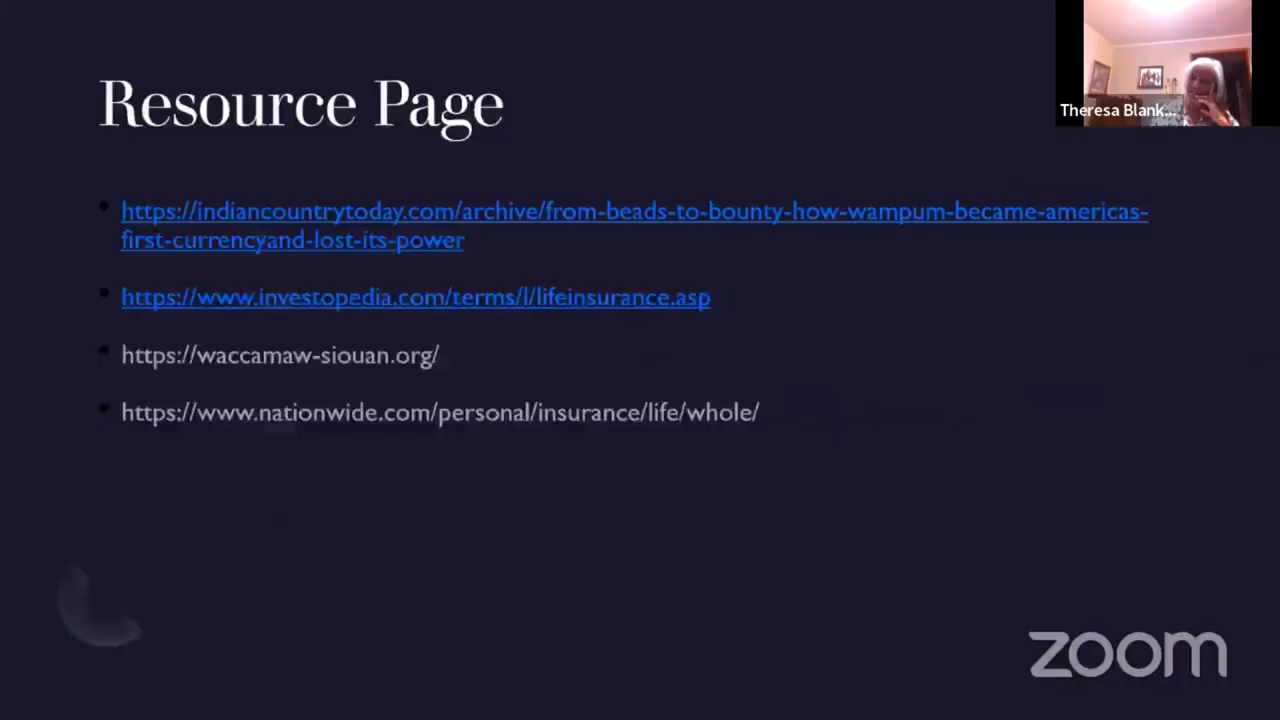 Resource Page
Theresa Blank...
https://indiancountrytoday.com/archive/from-beads-to-bounty-how-wampum-became-americas-
first-currencyand-lost-its-power
https://www.investopedia.com/terms/l/lifeinsurance.asp
https://waccamaw-siouan.org/
https://www.nationwide.com/personal/insurance/life/whole/
zoom